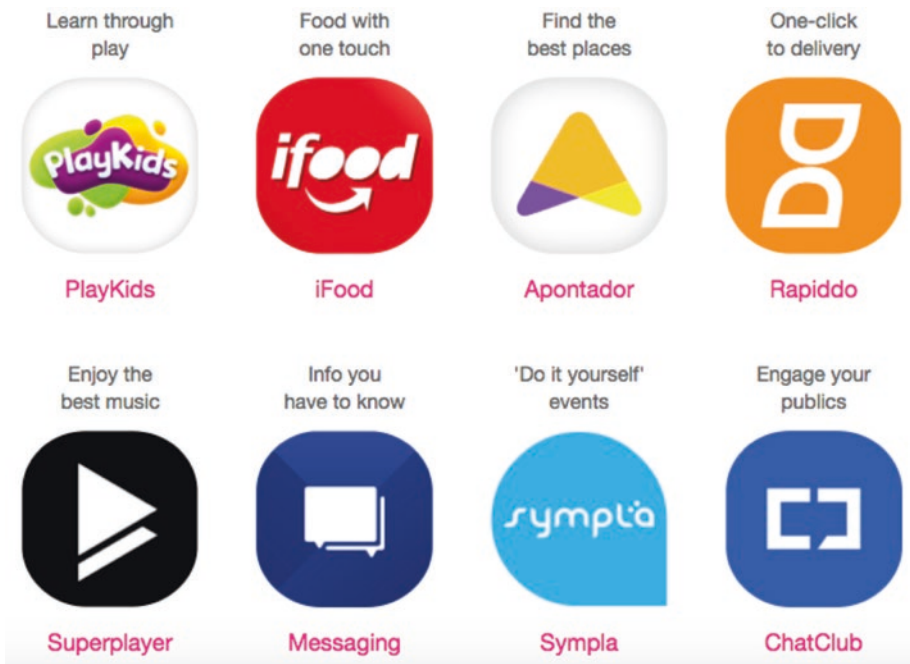 Learn through
play
Food with
one touch
Find the
best places
One-click
to delivery
PlayKids
ifood
PlayKids
iFood
Apontador
Rapiddo
Enjoy the
best music
Info you
have to know
'Do it yourself'
events
Engage your
publics
sympla
Superplayer
Messaging
Sympla
ChatClub